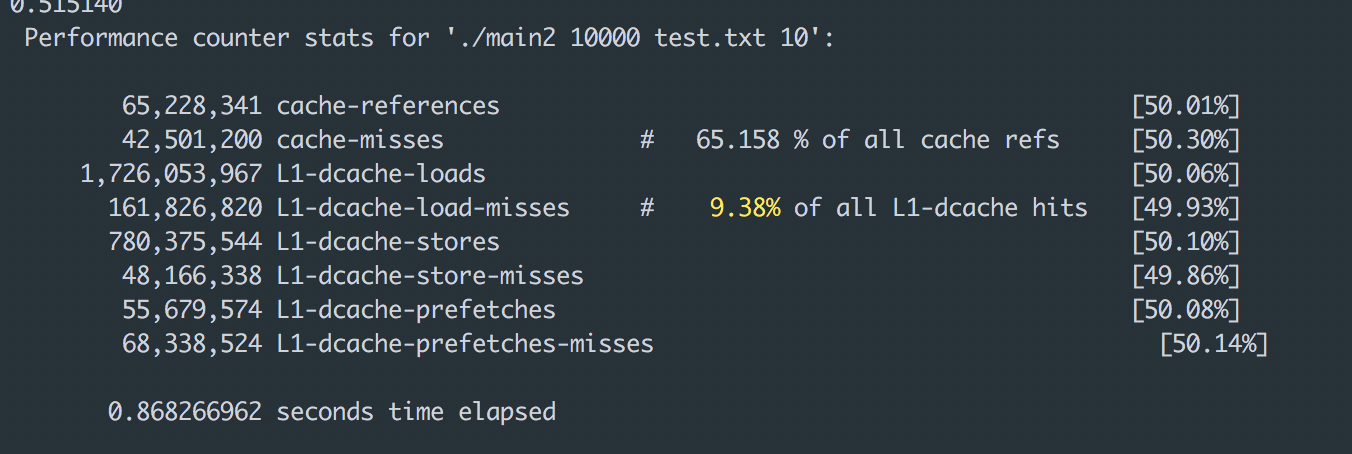 0.515140
Performance counter stats for './main2 10000 test.txt 10':
65,228,341 cache-references [50.01%]
42,501,200 cache-misses # 65.158 % of all cache refs [50.30%]
1,726,053,967 L1-dcache-loads [50.06%]
161,826,820 L1-dcache-load-misses # 9.38% of all L1-dcache hits [49.93%]
780,375,544 L1-dcache-stores [50.10%]
48,166,338 L1-dcache-store-misses [49.86%]
55,679,574 L1-dcache-prefetches [50.08%]
68,338,524 L1-dcache-prefetches-misses [50.14%]
0.868266962 seconds time elapsed